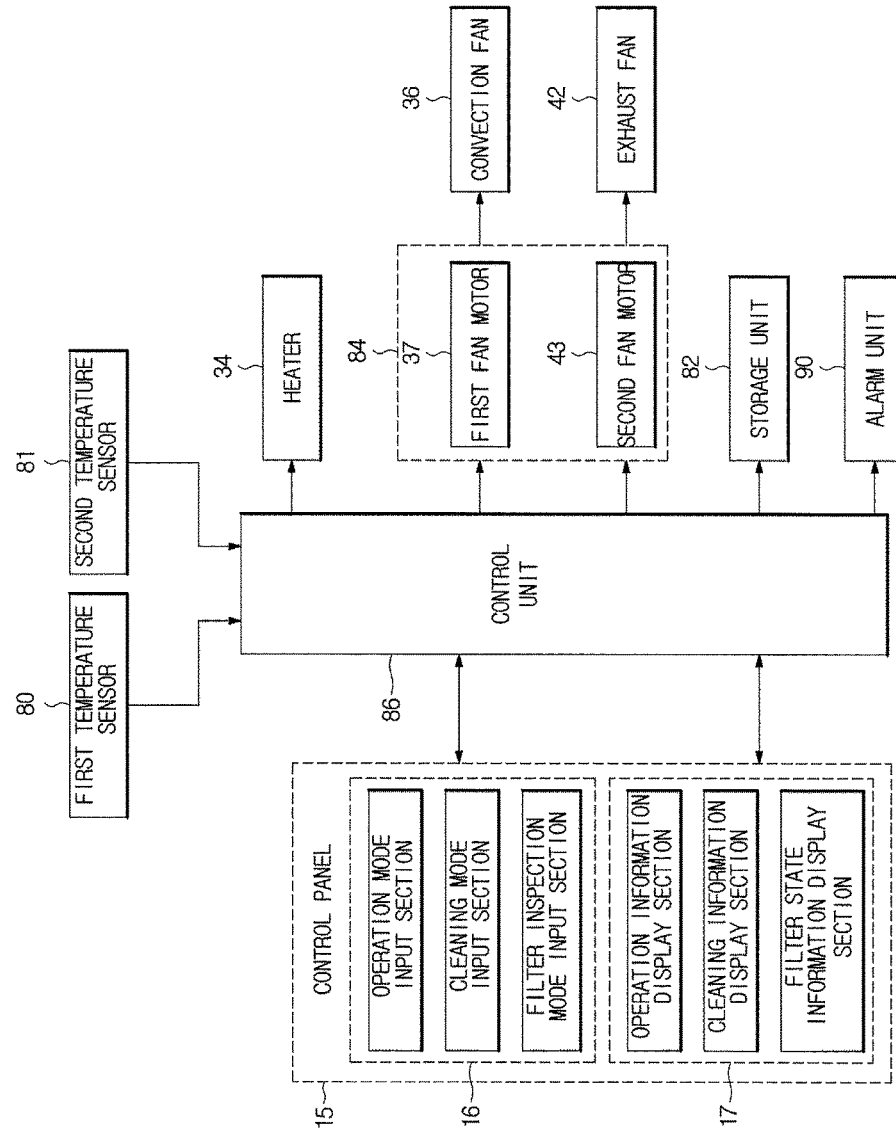 80
FIRST TEMPERATURE
SENSOR
81
SECOND TEMPERATURE
SENSOR
15
CONTROL PANEL
16
OPERATION MODE
INPUT SECTION
CLEANING MODE
INPUT SECTION
FILTER INSPECTION
MODE INPUT SECTION
17
OPERATION INFORMATION
DISPLAY SECTION
CLEANING INFORMATION
DISPLAY SECTION
FILTER STATE
INFORMATION DISPLAY
SECTION
86
CONTROL
UNIT
34
HEATER
84
37
FIRST FAN MOTOR
43
SECOND FAN MOTOR
36
CONVECTION FAN
42
EXHAUST FAN
82
STORAGE UNIT
90
ALARM UNIT